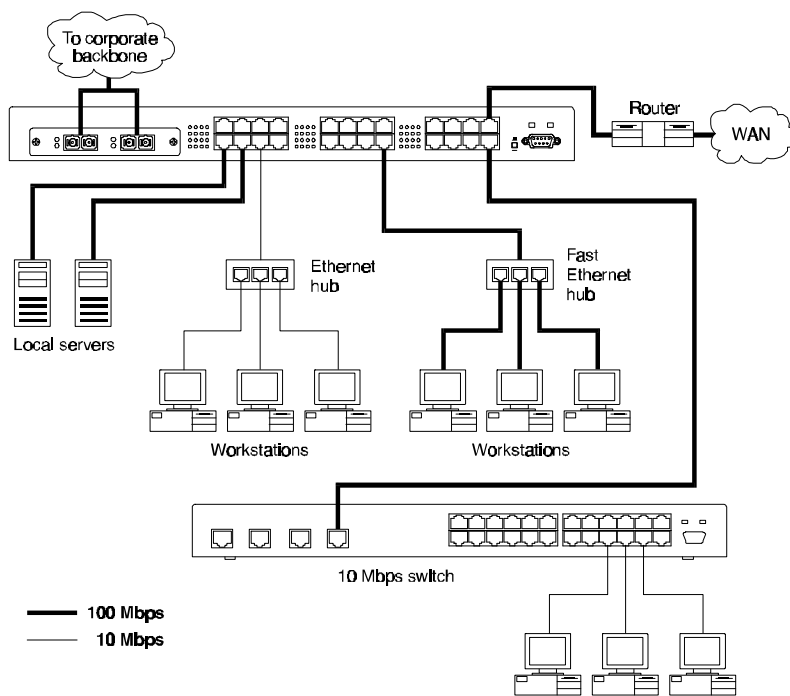 To corporate
backbone
Router
WAN
Ethernet
hub
Fast
Ethernet
hub
Local servers
Workstations
Workstations
10 Mbps switch
100 Mbps
10 Mbps